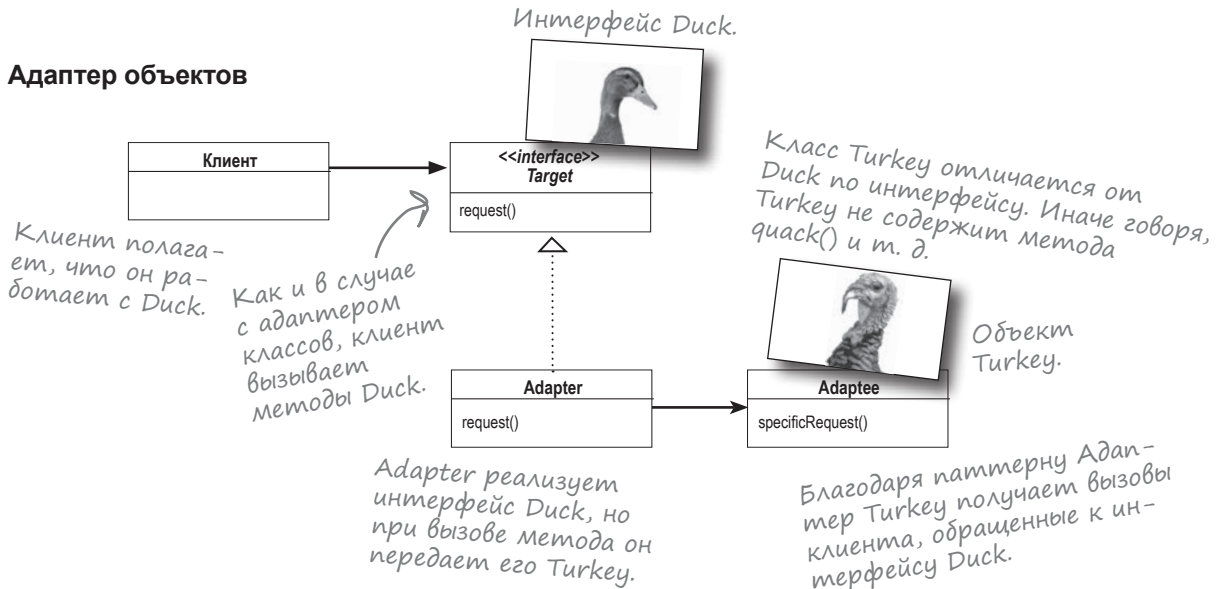 Интерфейс Duck.
Адаптер объектов
Клиент
<<interface>>
Target
request()
Класс Turkey отличается от
Duck по интерфейсу. Иначе говоря,
Turkey не содержит метода
quack() и т. д.
Клиент полага-
ет, что он ра-
ботает с Duck.
Как и в случае
с адаптером
классов, клиент
вызывает
методы Duck.
Объект
Turkey.
Adapter
request()
Adaptee
specificRequest()
Adapter реализует
интерфейс Duck, но
при вызове метода он
передает его Turkey.
Благодаря паттерну Адап-
тер Turkey получает вызовы
клиента, обращенные к ин-
терфейсу Duck.